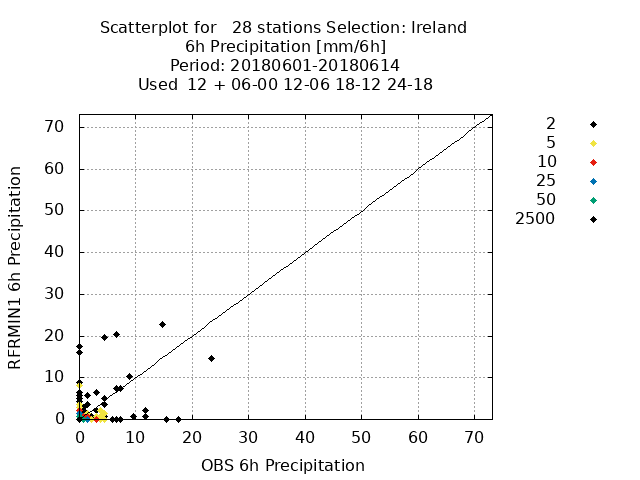 Scatterplot for   28 stations Selection: Ireland
6h Precipitation [mm/6h]
Period: 20180601-20180614
Used  12 + 06-00 12-06 18-12 24-18
2
5
10
25
50
2500
RFRMIN1 6h Precipitation
70
60
50
40
30
20
10
0
0 10 20 30 40 50 60 70
OBS 6h Precipitation